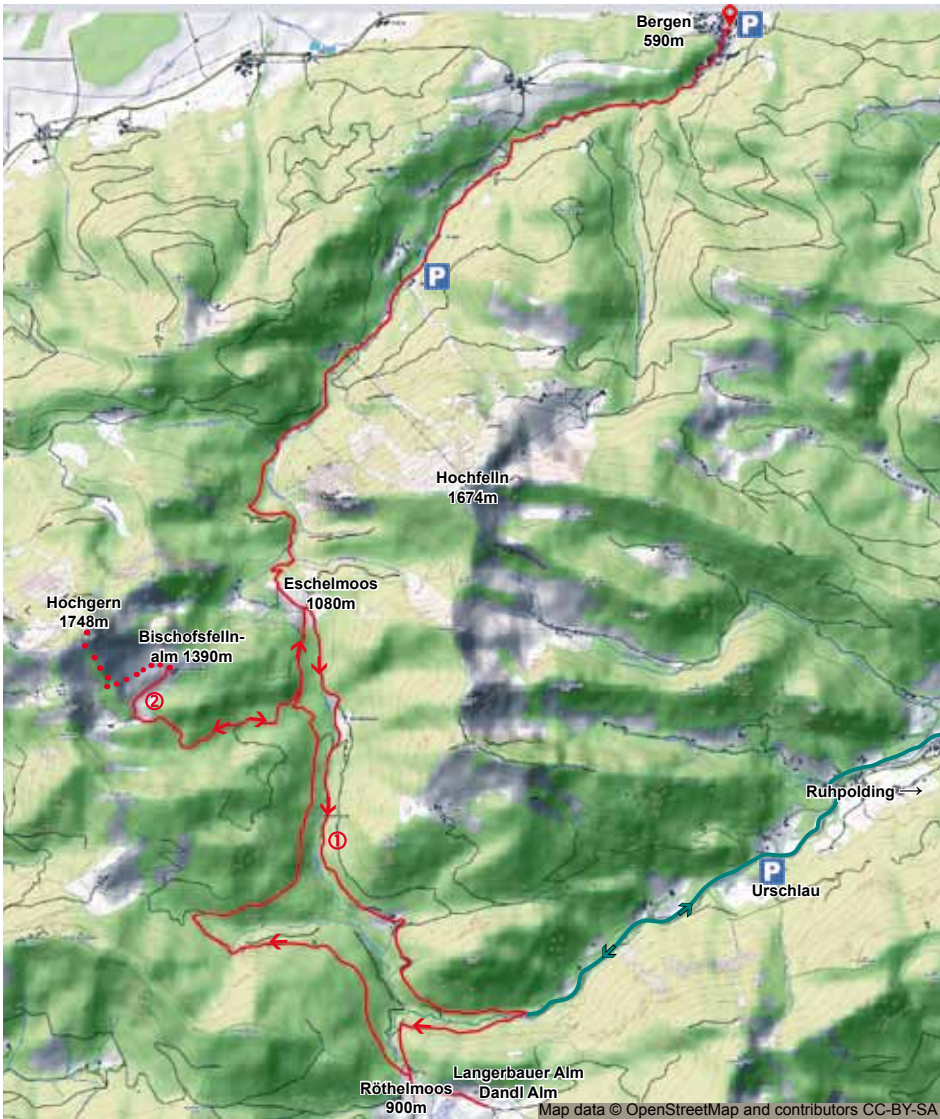 Bergen
590m
P
P
Hochfelln
1674m
Eschelmoos
1080m
Hochgern
1748m
Bischofsfelln-
alm 1390m
②
Ruhpolding →
①
P
Urschlau
Langerbauer Alm
Dandl Alm
Röthelmoos
900m
Map data © OpenStreetMap and contributors CC-BY-SA